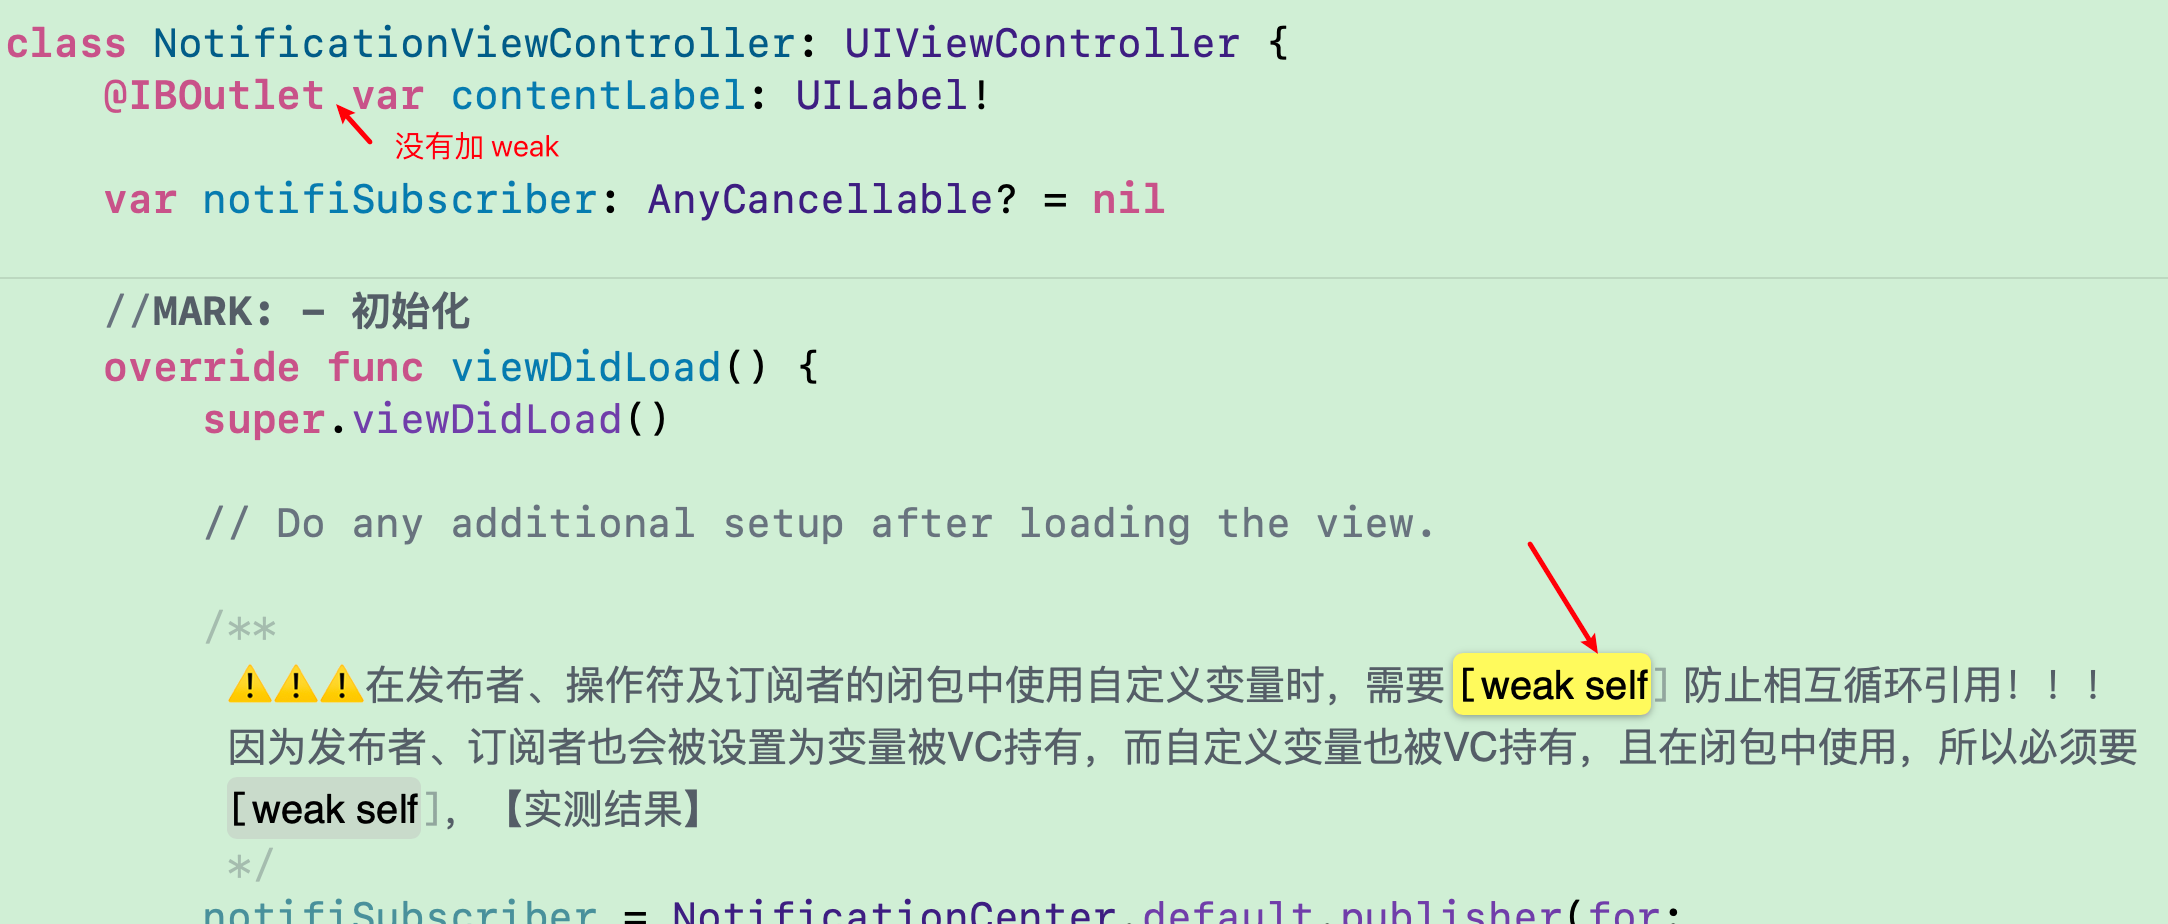 class NotificationViewController: UIViewController {
@IBOutlet var contentLabel: UILabel!
没有加 weak
var notifiSubscriber: AnyCancellable? = nil
//MARK: - 初始化
override func viewDidLoad() {
super.viewDidLoad()
// Do any additional setup after loading the view.
/**
⚠️⚠️⚠️在发布者、操作符及订阅者的闭包中使用自定义变量时，需要 [weak self] 防止相互循环引用！！！
因为发布者、订阅者也会被设置为变量被VC持有，而自定义变量也被VC持有，且在闭包中使用，所以必须要
[weak self]，【实测结果】
*/
notifiSubscriber = NotificationCenter.default.publisher(for: